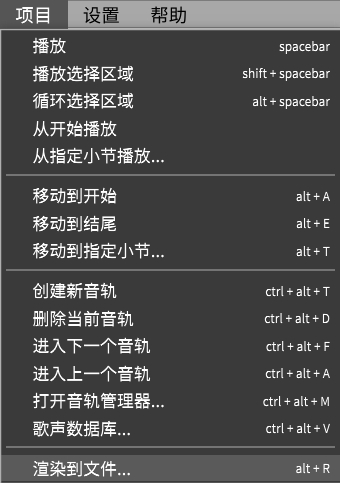 项目 设置 帮助
播放 spacebar
播放选择区域 shift + spacebar
循环选择区域 alt + spacebar
从开始播放
从指定小节播放...
移动到开始 alt + A
移动到结尾 alt + E
移动到指定小节... alt + T
创建新音轨 ctrl + alt + T
删除当前音轨 ctrl + alt + D
进入下一个音轨 ctrl + alt + F
进入上一个音轨 ctrl + alt + A
打开音轨管理器... ctrl + alt + M
歌声数据库... ctrl + alt + V
渲染到文件... alt + R